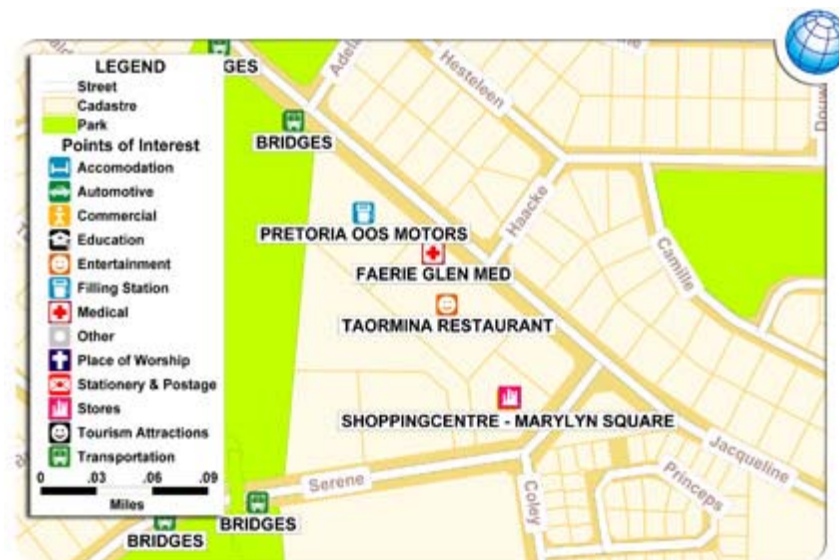 LEGEND
Street
Cadastre
Park
Points of Interest
Accomodation
Automotive
Commercial
Education
Entertainment
Filling Station
Medical
Other
Place of Worship
Stationery & Postage
Stores
Tourism Attractions
Transportation
0 .03 .06 .09
Miles
BRIDGES
PRETORIA OOS MOTORS
FAERIE GLEN MED
TAORMINA RESTAURANT
SHOPPINGCENTRE - MARYLYN SQUARE
BRIDGES
BRIDGES
Hesteleen
Haacke
Camille
Jacqueline
Princeps
Coley
Serene